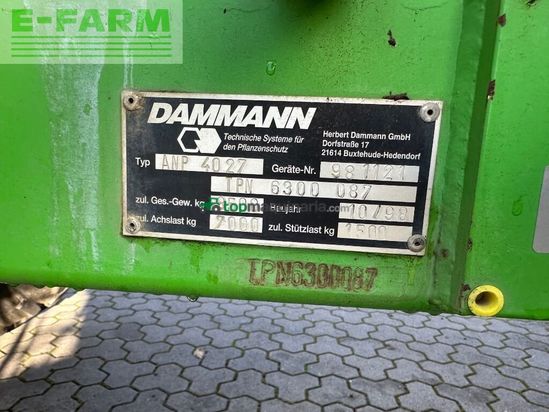 E-FARM
DAMMANN
Technische Systeme für
den Pflanzenschutz
Herbert Dammann GmbH
Dorfstraße 17
21614 Buxtehude-Hedendorf
Typ ANP 4027 Geräte-Nr. 981121
TPN 6300 087
zul. Ges.-Gew. kg Baujahr 10/98
zul. Achslast kg 7000 zul. Stützlast kg 1500
TPN6300087